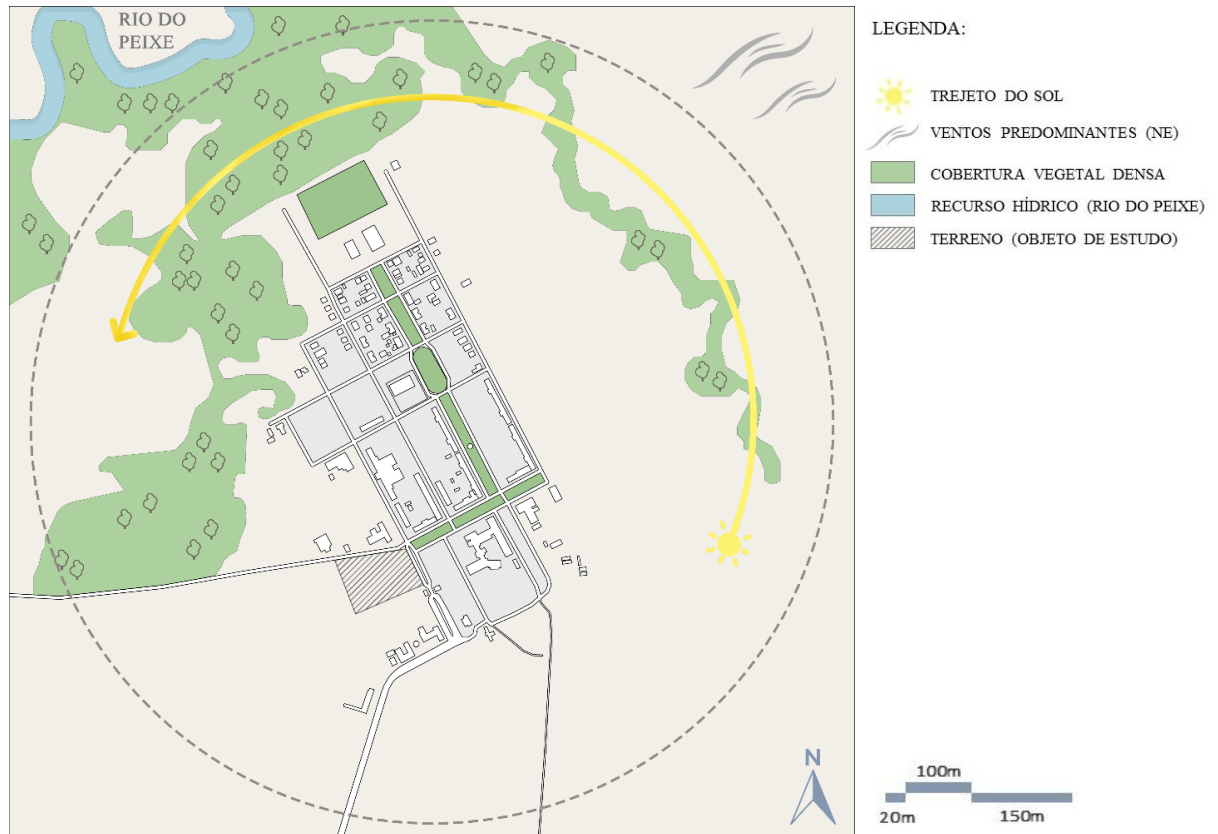 RIO DO
PEIXE
LEGENDA:
TREJETO DO SOL
VENTOS PREDOMINANTES (NE)
COBERTURA VEGETAL DENSA
RECURSO HÍDRICO (RIO DO PEIXE)
TERRENO (OBJETO DE ESTUDO)
N
100m
20m 150m